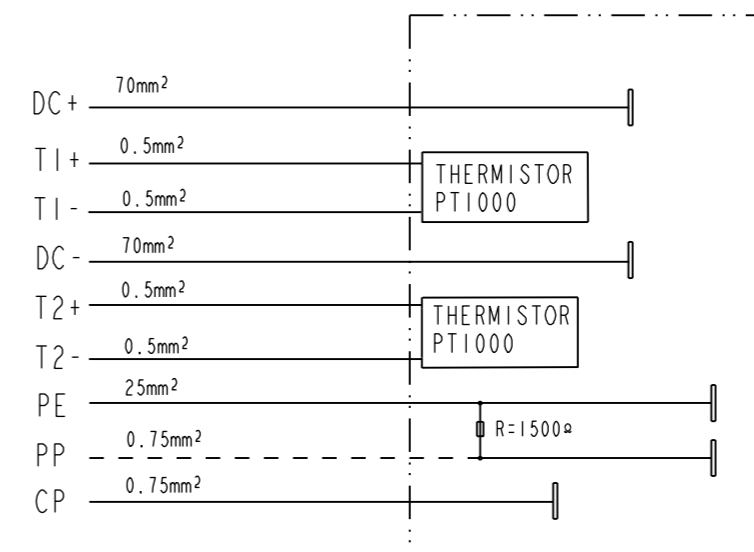 70mm²
DC+
0.5mm²
T1+
THERMISTOR
PT1000
0.5mm²
T1-
70mm²
DC-
0.5mm²
T2+
THERMISTOR
PT1000
0.5mm²
T2-
25mm²
PE
R=1500Ω
0.75mm²
PP
0.75mm²
CP